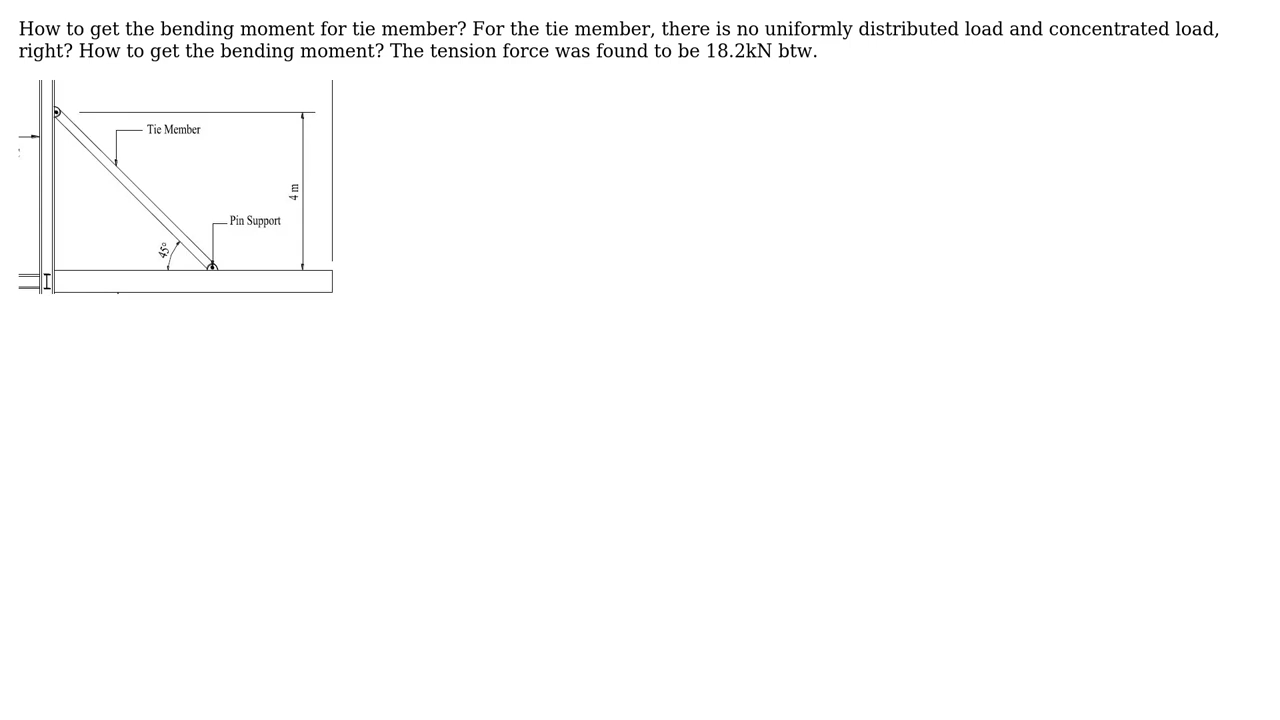 How to get the bending moment for tie member? For the tie member, there is no uniformly distributed load and concentrated load,
right? How to get the bending moment? The tension force was found to be 18.2kN btw.
Tie Member
4 m
Pin Support
45°